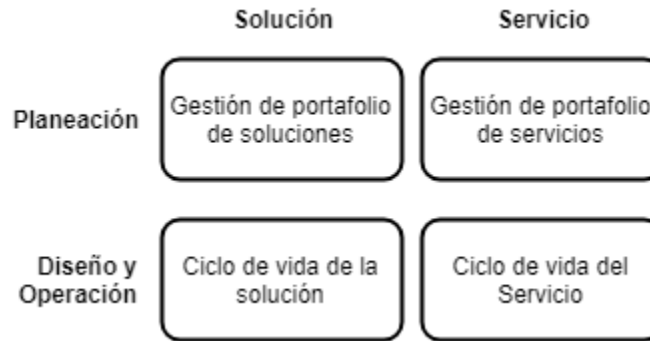 Solución
Servicio
Planeación
Gestión de portafolio
de soluciones
Gestión de portafolio
de servicios
Diseño y
Operación
Ciclo de vida de la
solución
Ciclo de vida del
Servicio